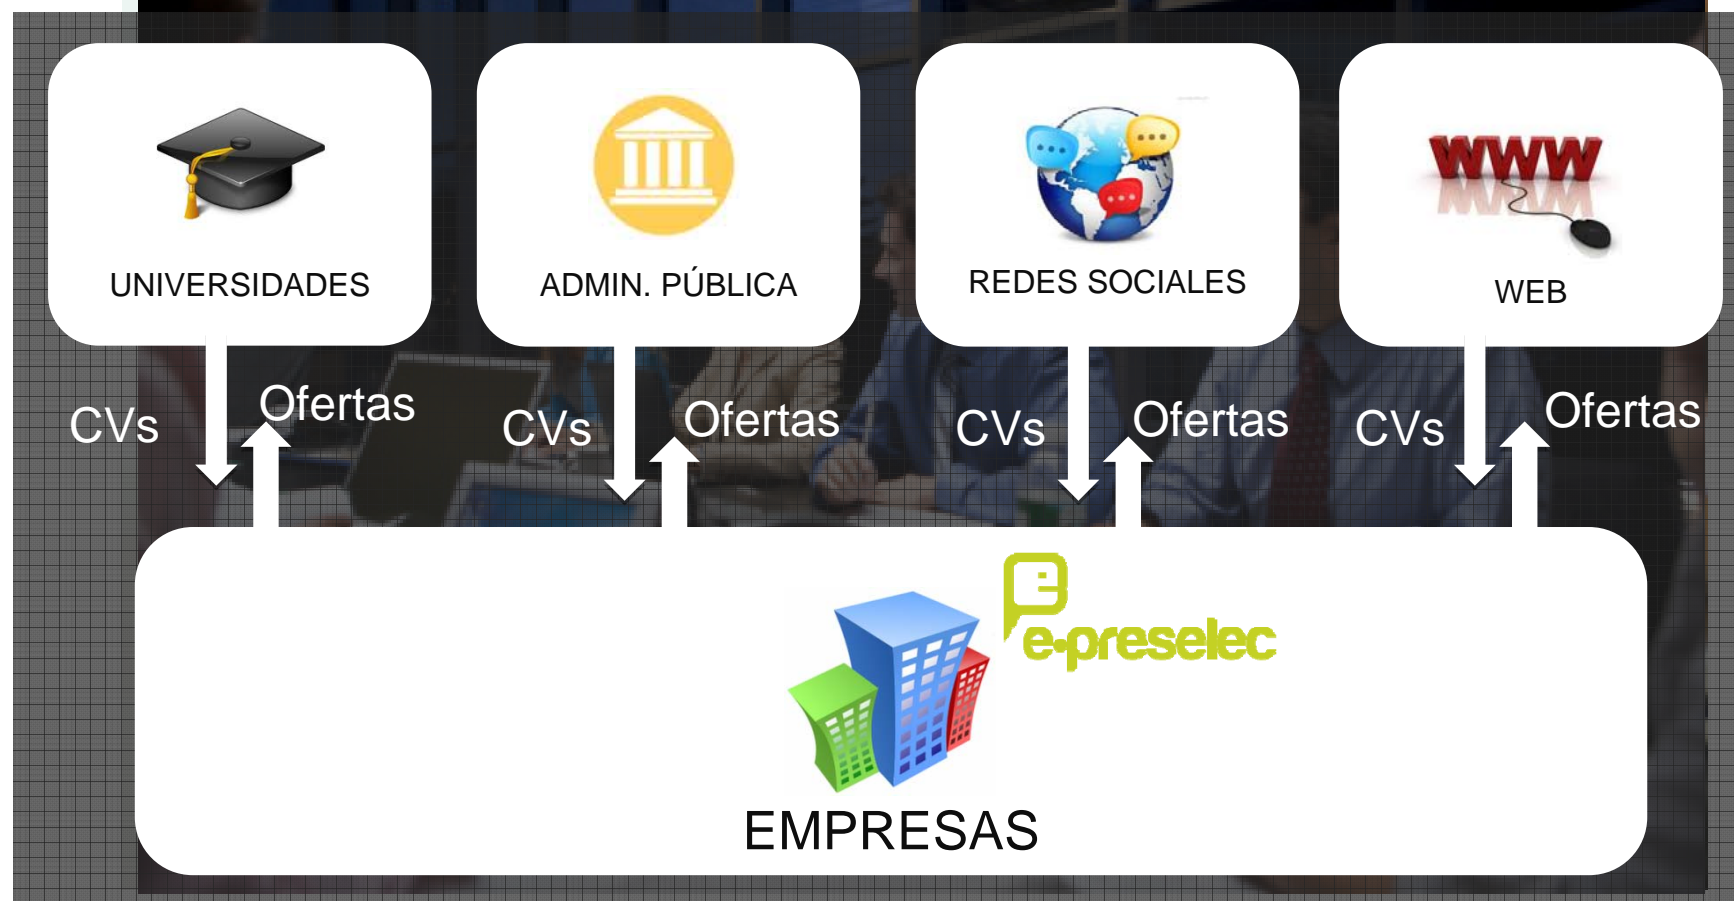 WWW
UNIVERSIDADES
ADMIN. PÚBLICA
REDES SOCIALES
WEB
CVs
Ofertas
CVs
Ofertas
CVs
Ofertas
CVs
Ofertas
e
e·preselec
EMPRESAS